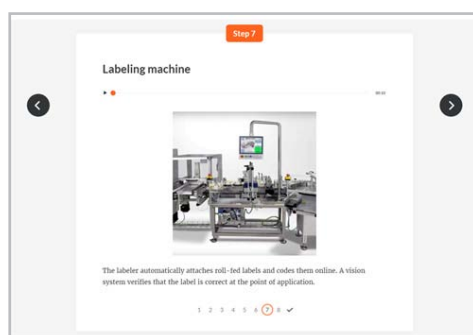 Step 7
Labeling machine
The labeler automatically attaches roll-fed labels and codes them online. A vision
system verifies that the label is correct at the point of application.
1 2 3 4 5 6 7 8